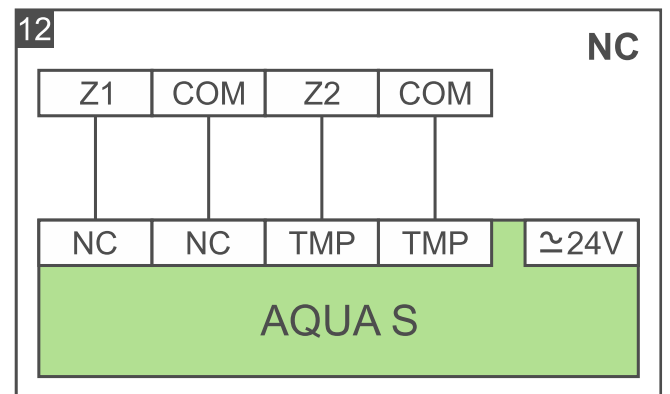 12
NC
Z1 COM Z2 COM
NC NC TMP TMP ≃24V
AQUA S